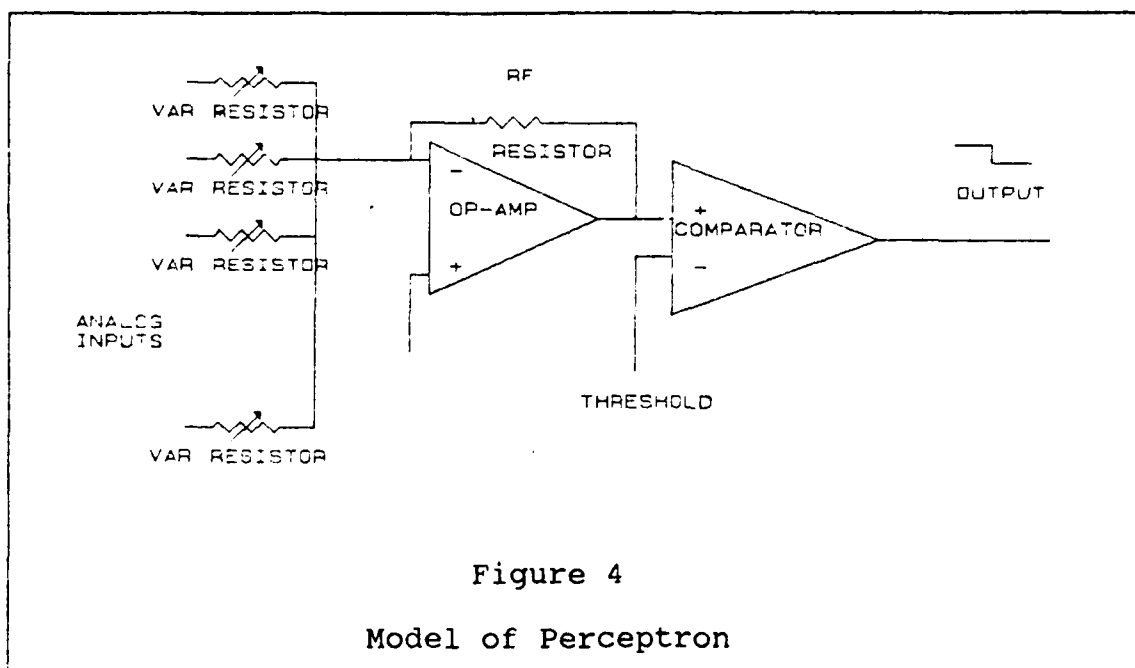 RF
VAR RESISTOR
RESISTOR
VAR RESISTOR
OUTPUT
-
+
OP-AMP
COMPARATOR
+
-
VAR RESISTOR
ANALOG
INPUTS
THRESHOLD
VAR RESISTOR
Figure 4
Model of Perceptron